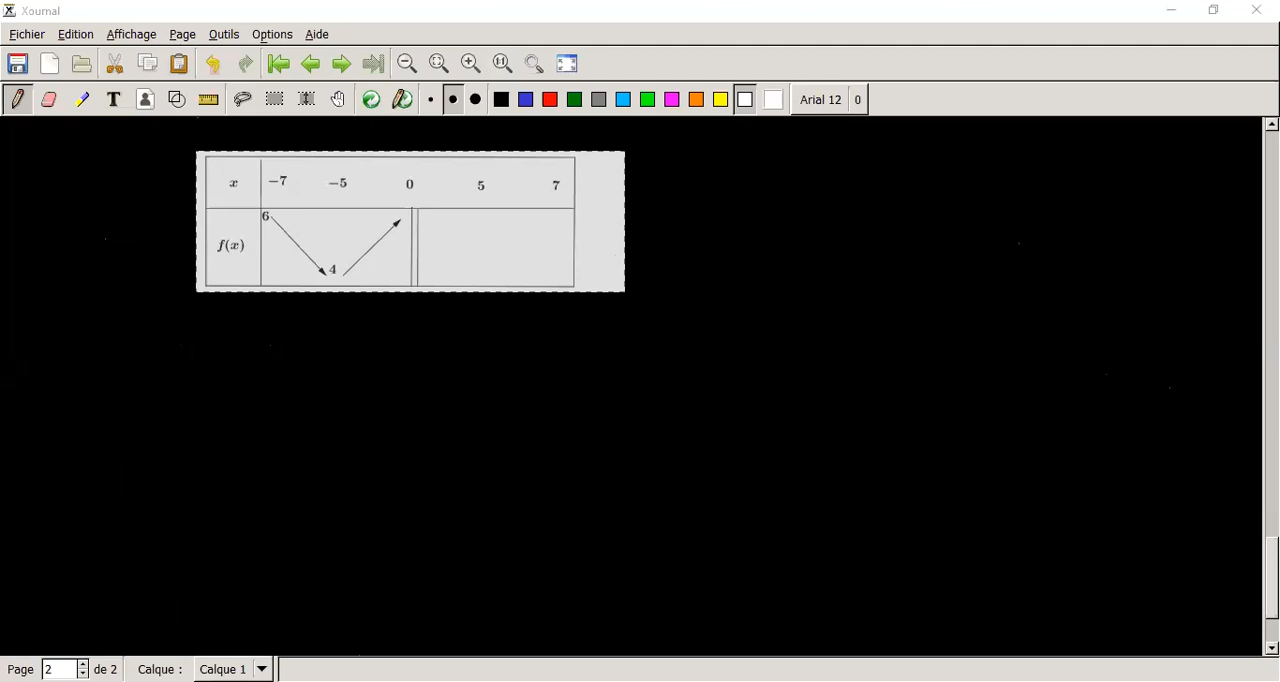 Xournal
Fichier Edition Affichage Page Outils Options Aide
Arial 12 0
x −7 −5 0 5 7
6
f(x)
4
Page 2 de 2 Calque : Calque 1